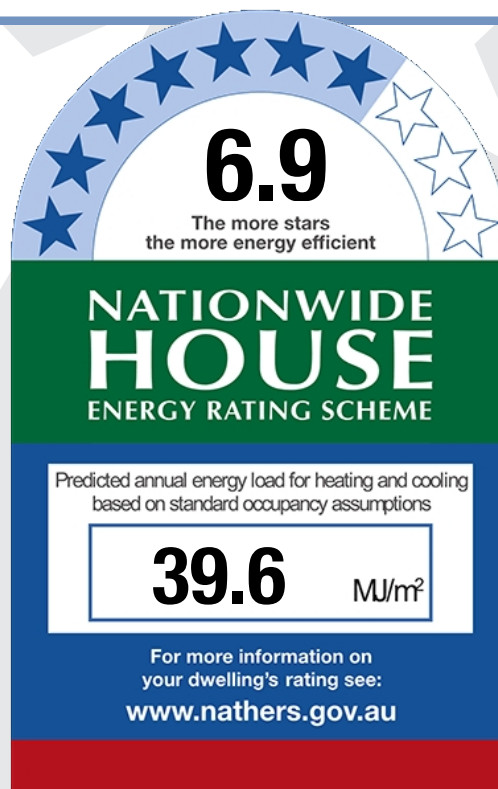 6.9
The more stars
the more energy efficient
NATIONWIDE
HOUSE
ENERGY RATING SCHEME
Predicted annual energy load for heating and cooling
based on standard occupancy assumptions
39.6 MJ/m²
For more information on
your dwelling's rating see:
www.nathers.gov.au